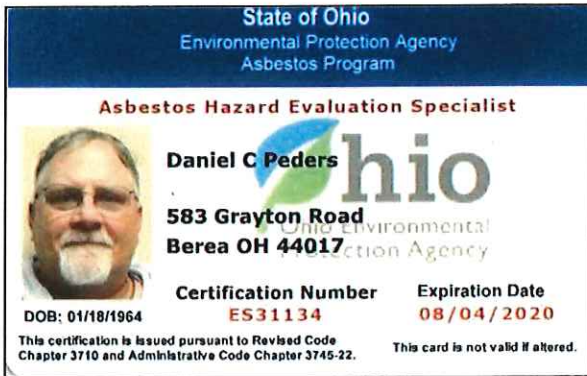 State of Ohio
Environmental Protection Agency
Asbestos Program
Asbestos Hazard Evaluation Specialist
Ohio
Ohio Environmental
Protection Agency
Daniel C Peders
583 Grayton Road
Berea OH 44017
DOB: 01/18/1964
Certification Number
ES31134
Expiration Date
08/04/2020
This certification is issued pursuant to Revised Code
Chapter 3710 and Administrative Code Chapter 3745-22.
This card is not valid if altered.